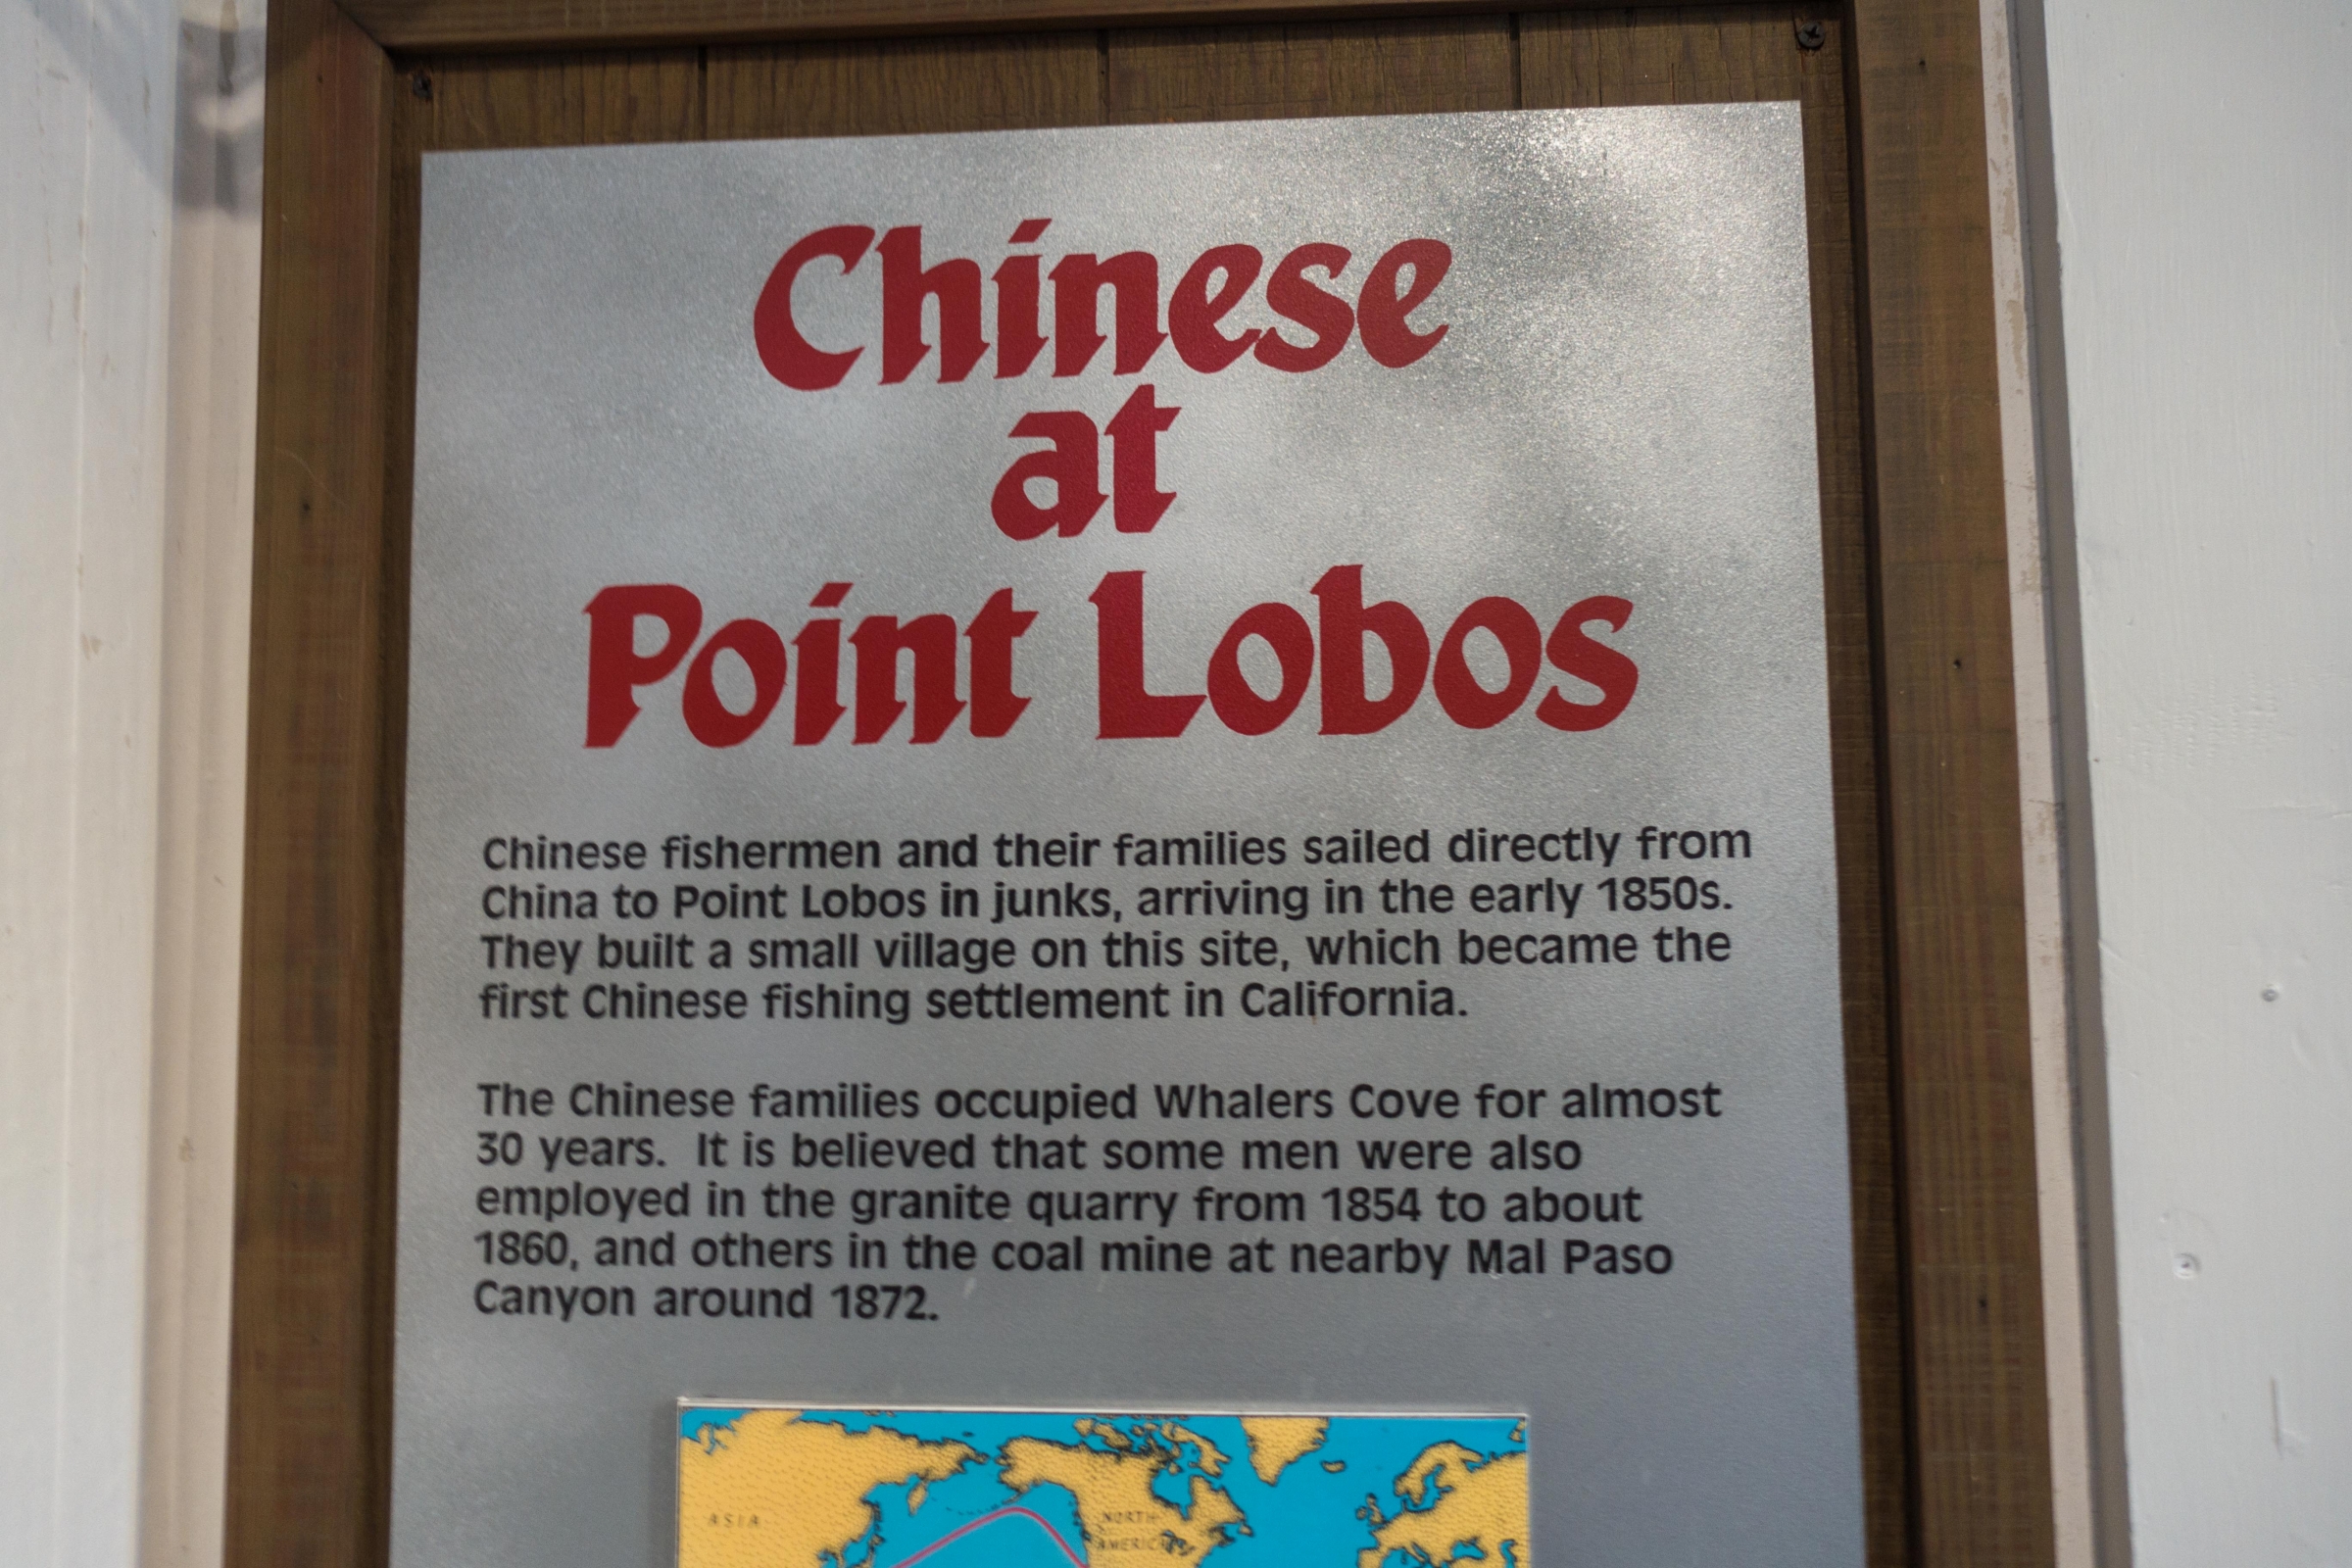 Chinese
at
Point Lobos
Chinese fishermen and their families sailed directly from
China to Point Lobos in junks, arriving in the early 1850s.
They built a small village on this site, which became the
first Chinese fishing settlement in California.
The Chinese families occupied Whalers Cove for almost
30 years. It is believed that some men were also
employed in the granite quarry from 1854 to about
1860, and others in the coal mine at nearby Mal Paso
Canyon around 1872.
ASIA
NORTH
AMERICA